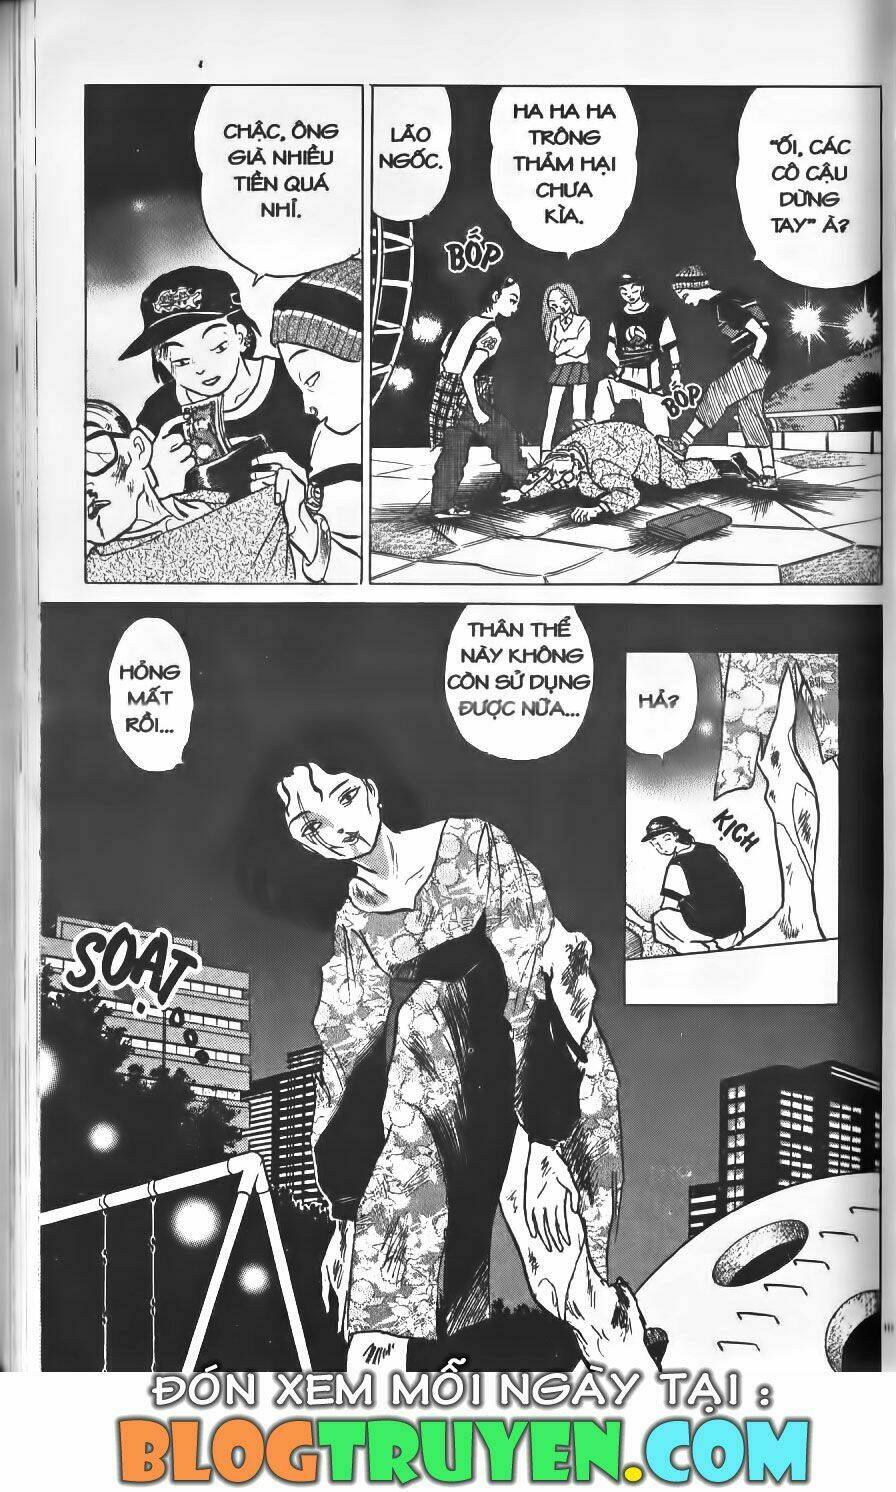 "ỐI, CÁC
CÔ CẬU
DỪNG
TAY" À?
HA HA HA
TRÔNG
THẢM HẠI
CHƯA
KÌA.
LÃO
NGỐC.
BỐP
BỐP
CHẬC, ÔNG
GIÀ NHIỀU
TIỀN QUÁ
NHỈ.
HẢ?
KỊCH
THÂN THỂ
NÀY KHÔNG
CÒN SỬ DỤNG
ĐƯỢC NỮA...
HỎNG
MẤT
RỒI...
SOẠT
ĐÓN XEM MỖI NGÀY TẠI :
BLOGTRUYEN.COM